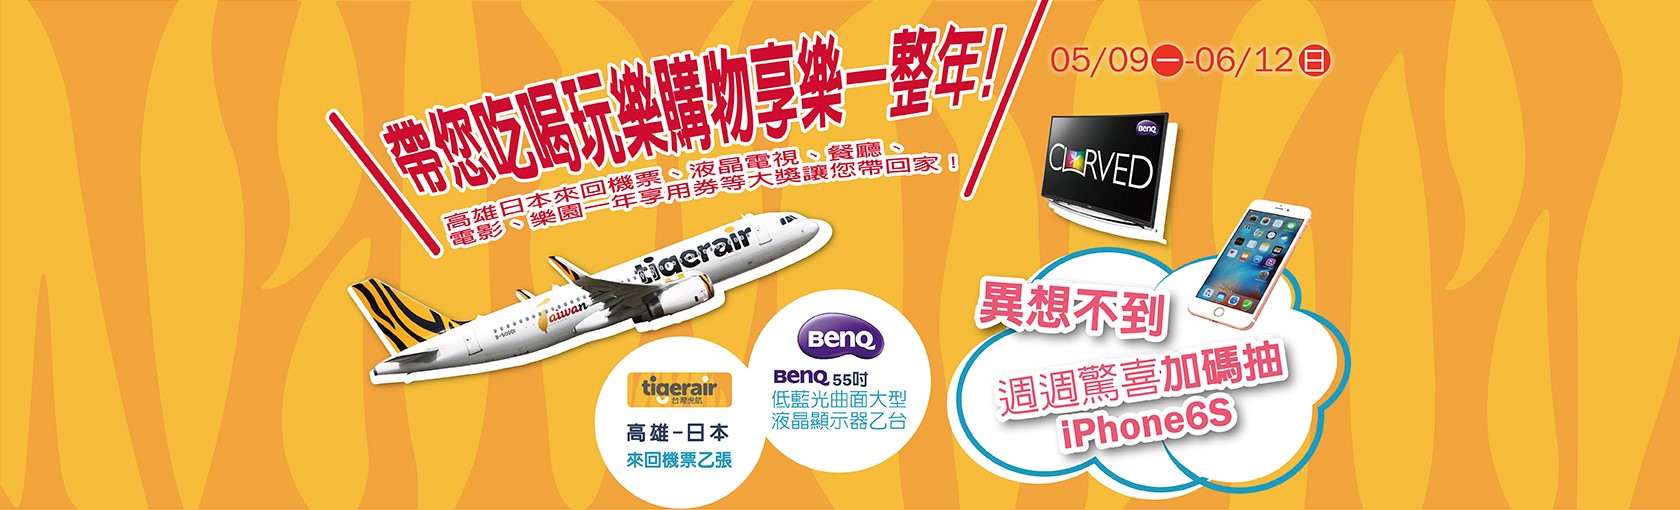 帶您吃喝玩樂購物享樂一整年!
高雄日本來回機票、液晶電視、餐廳、
電影、樂園一年享用券等大獎讓您帶回家！
05/09㊀-06/12㊐
BenQ
CURVED
tigerair
Taiwan
B-50001
tigerair
台灣虎航
高雄-日本
來回機票乙張
BenQ
BenQ 55吋
低藍光曲面大型
液晶顯示器乙台
異想不到
週週驚喜加碼抽
iPhone6S